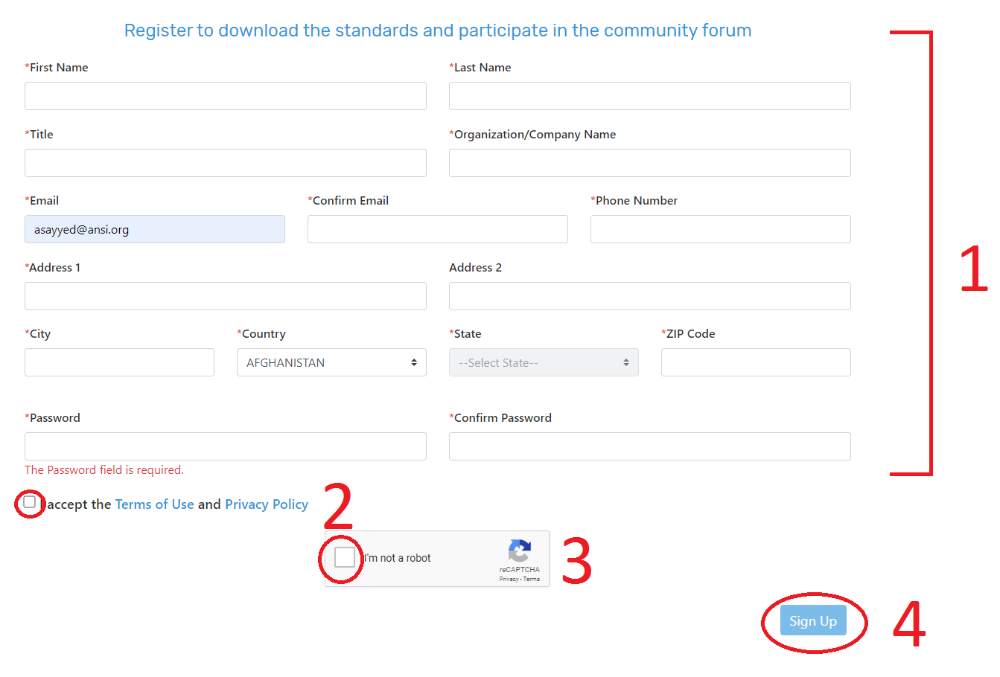 Register to download the standards and participate in the community forum
*First Name *Last Name
*Title *Organization/Company Name
*Email *Confirm Email *Phone Number
asayyed@ansi.org
1
*Address 1 Address 2
*City *Country *State *ZIP Code
AFGHANISTAN --Select State--
*Password *Confirm Password
The Password field is required.
I accept the Terms of Use and Privacy Policy 2
I'm not a robot 3
reCAPTCHA
Privacy - Terms
Sign Up 4